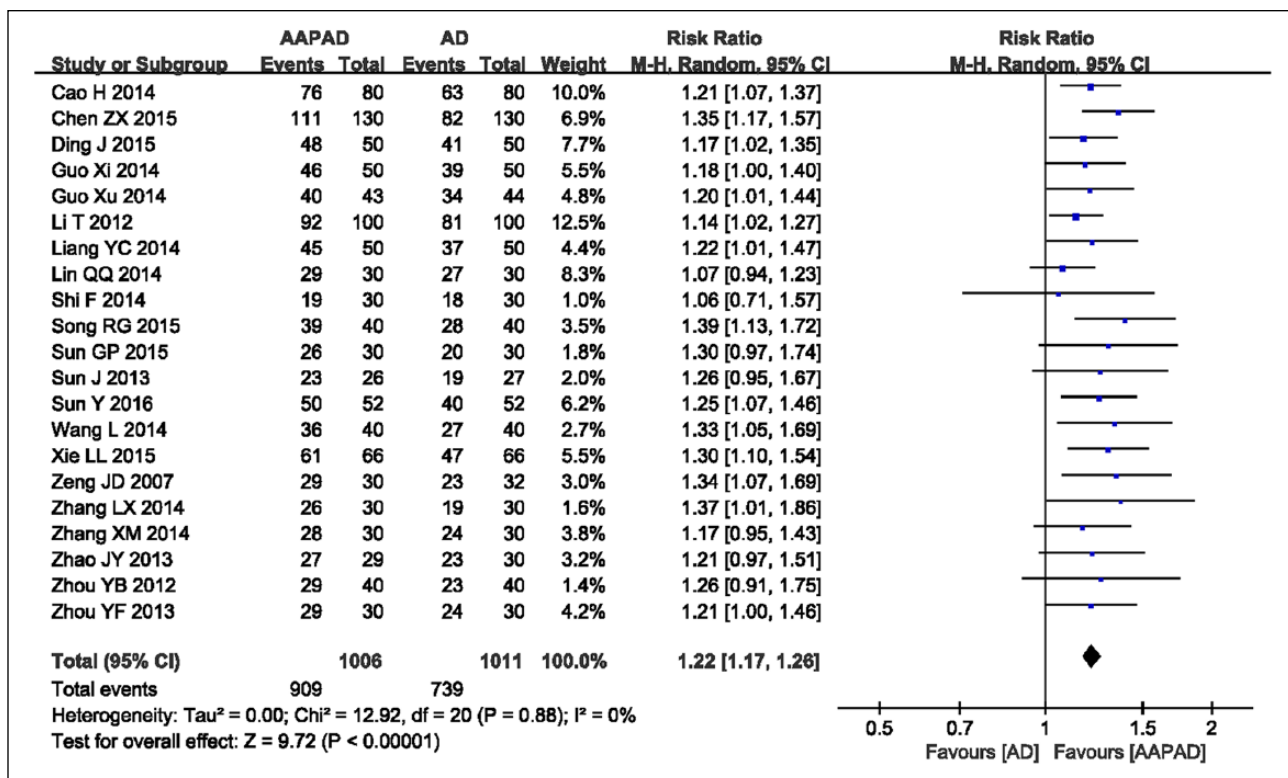 AAPAD AD Risk Ratio Risk Ratio
Study or Subgroup Events Total Events Total Weight M-H. Random. 95% CI M-H. Random. 95% CI
Cao H 2014 76 80 63 80 10.0% 1.21 [1.07, 1.37]
Chen ZX 2015 111 130 82 130 6.9% 1.35 [1.17, 1.57]
Ding J 2015 48 50 41 50 7.7% 1.17 [1.02, 1.35]
Guo Xi 2014 46 50 39 50 5.5% 1.18 [1.00, 1.40]
Guo Xu 2014 40 43 34 44 4.8% 1.20 [1.01, 1.44]
Li T 2012 92 100 81 100 12.5% 1.14 [1.02, 1.27]
Liang YC 2014 45 50 37 50 4.4% 1.22 [1.01, 1.47]
Lin QQ 2014 29 30 27 30 8.3% 1.07 [0.94, 1.23]
Shi F 2014 19 30 18 30 1.0% 1.06 [0.71, 1.57]
Song RG 2015 39 40 28 40 3.5% 1.39 [1.13, 1.72]
Sun GP 2015 26 30 20 30 1.8% 1.30 [0.97, 1.74]
Sun J 2013 23 26 19 27 2.0% 1.26 [0.95, 1.67]
Sun Y 2016 50 52 40 52 6.2% 1.25 [1.07, 1.46]
Wang L 2014 36 40 27 40 2.7% 1.33 [1.05, 1.69]
Xie LL 2015 61 66 47 66 5.5% 1.30 [1.10, 1.54]
Zeng JD 2007 29 30 23 32 3.0% 1.34 [1.07, 1.69]
Zhang LX 2014 26 30 19 30 1.6% 1.37 [1.01, 1.86]
Zhang XM 2014 28 30 24 30 3.8% 1.17 [0.95, 1.43]
Zhao JY 2013 27 29 23 30 3.2% 1.21 [0.97, 1.51]
Zhou YB 2012 29 40 23 40 1.4% 1.26 [0.91, 1.75]
Zhou YF 2013 29 30 24 30 4.2% 1.21 [1.00, 1.46]
Total (95% CI) 1006 1011 100.0% 1.22 [1.17, 1.26]
Total events 909 739
Heterogeneity: Tau² = 0.00; Chi² = 12.92, df = 20 (P = 0.88); I² = 0%
Test for overall effect: Z = 9.72 (P < 0.00001)
0.5 0.7 1 1.5 2
Favours [AD] Favours [AAPAD]